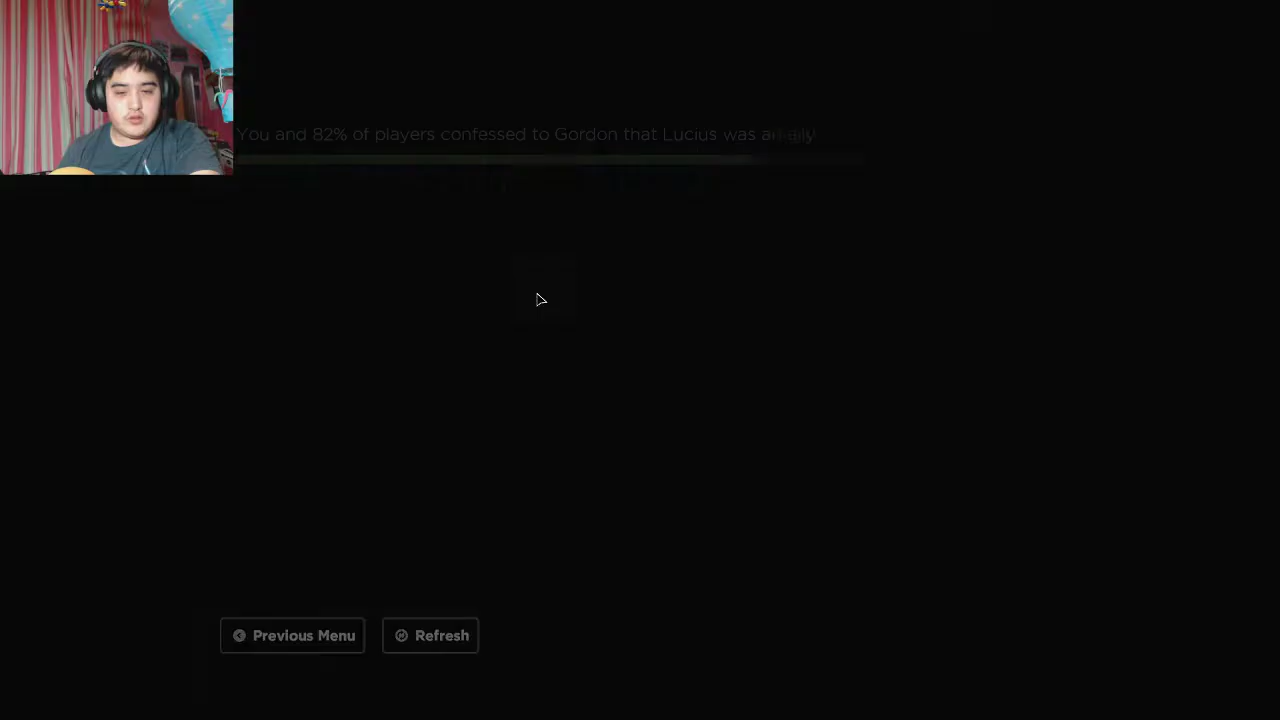 You and 82% of players confessed to Gordon that Lucius was an ally
Previous Menu
Refresh